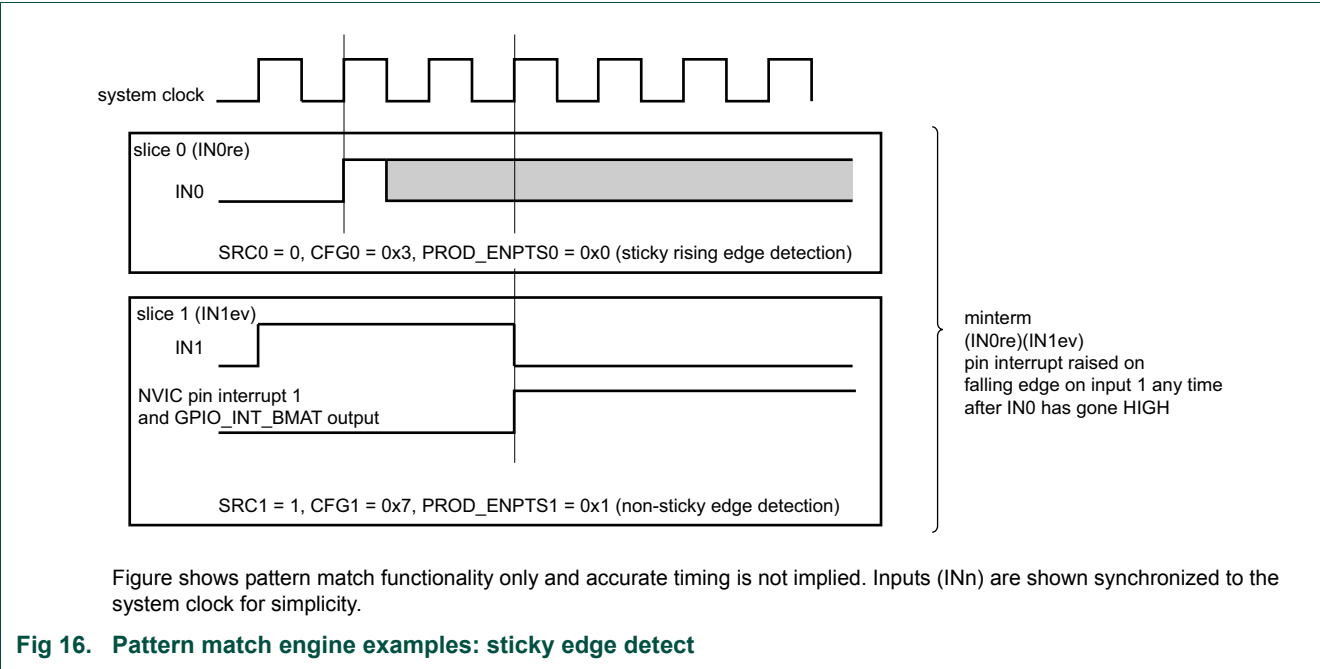 system clock
slice 0 (IN0re)
IN0
SRC0 = 0, CFG0 = 0x3, PROD_ENPTS0 = 0x0 (sticky rising edge detection)
slice 1 (IN1ev)
IN1
NVIC pin interrupt 1
and GPIO_INT_BMAT output
SRC1 = 1, CFG1 = 0x7, PROD_ENPTS1 = 0x1 (non-sticky edge detection)
minterm
(IN0re)(IN1ev)
pin interrupt raised on
falling edge on input 1 any time
after IN0 has gone HIGH
Figure shows pattern match functionality only and accurate timing is not implied. Inputs (INn) are shown synchronized to the
system clock for simplicity.
Fig 16. Pattern match engine examples: sticky edge detect